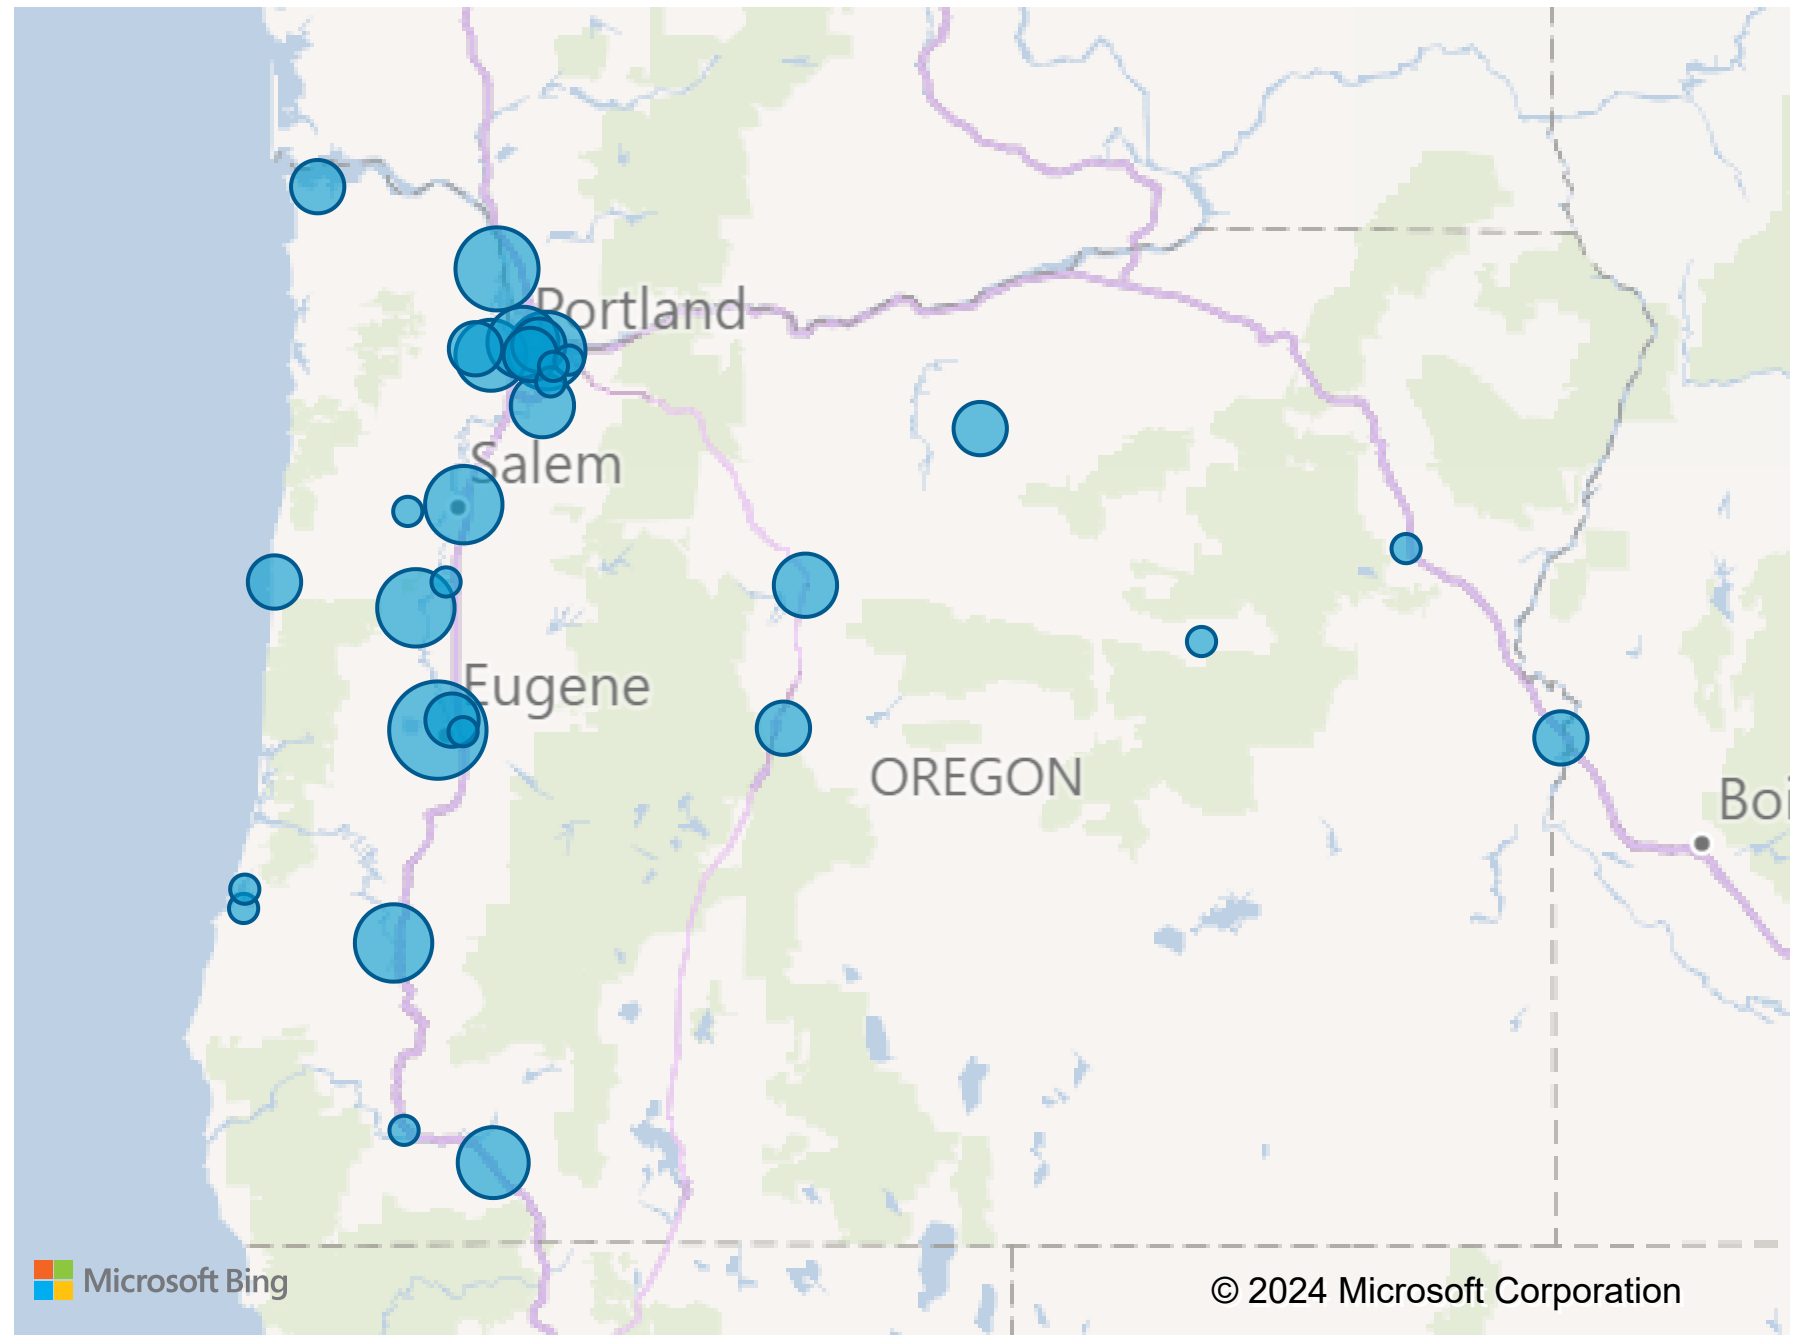 Portland
Salem
Eugene
OREGON
Boi
Microsoft Bing
© 2024 Microsoft Corporation